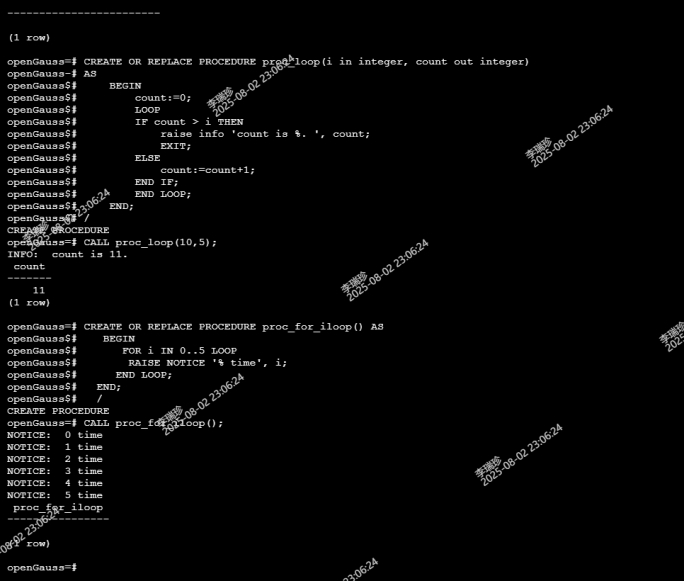 ------------------------
(1 row)
openGauss=# CREATE OR REPLACE PROCEDURE proc_loop(i in integer, count out integer)
openGauss-# AS
openGauss$#     BEGIN
openGauss$#         count:=0;
openGauss$#         LOOP
openGauss$#         IF count > i THEN
openGauss$#             raise info 'count is %. ', count;
openGauss$#             EXIT;
openGauss$#         ELSE
openGauss$#             count:=count+1;
openGauss$#         END IF;
openGauss$#         END LOOP;
openGauss$#     END;
openGauss$# /
CREATE PROCEDURE
openGauss=# CALL proc_loop(10,5);
INFO:  count is 11.
 count
-------
    11
(1 row)
openGauss=# CREATE OR REPLACE PROCEDURE proc_for_iloop() AS
openGauss$#    BEGIN
openGauss$#       FOR i IN 0..5 LOOP
openGauss$#        RAISE NOTICE '% time', i;
openGauss$#      END LOOP;
openGauss$#   END;
openGauss$#   /
CREATE PROCEDURE
openGauss=# CALL proc_for_iloop();
NOTICE:  0 time
NOTICE:  1 time
NOTICE:  2 time
NOTICE:  3 time
NOTICE:  4 time
NOTICE:  5 time
 proc_for_iloop
----------------
(1 row)
openGauss=#
李瑞珍
2025-08-02 23:06:24
李瑞珍
2025-08-02 23:06:24
李瑞珍
2025-08-02 23:06:24
李瑞珍
2025-08-02 23:06:24
李瑞珍
2025
李瑞珍
2025-08-02 23:06:24
李瑞珍
2025-08-02 23:06:24
08-02 23:06:24
23:06:24